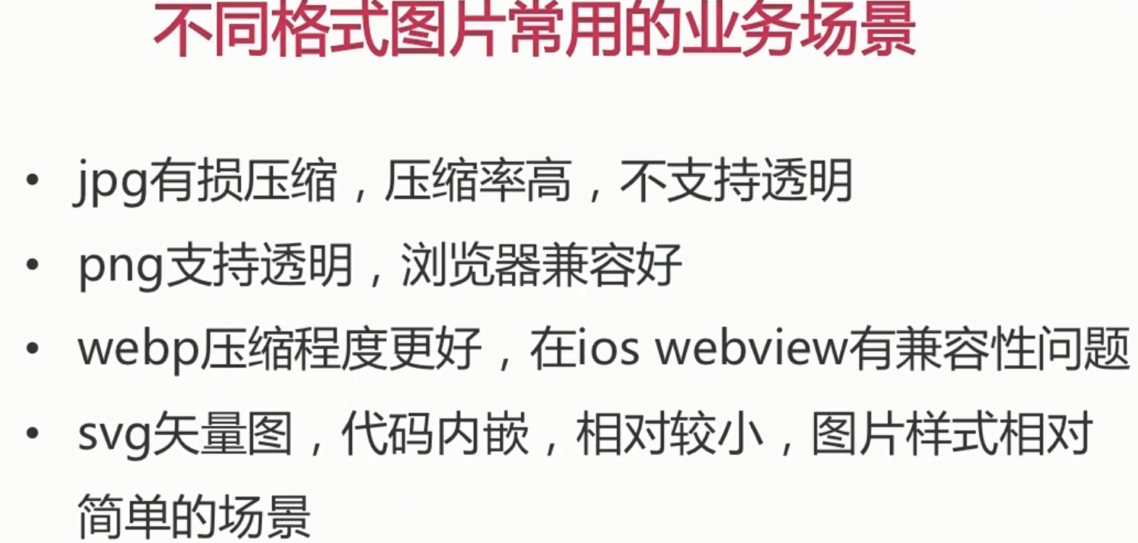 不同格式图片常用的业务场景
• jpg有损压缩，压缩率高，不支持透明
• png支持透明，浏览器兼容好
• webp压缩程度更好，在ios webview有兼容性问题
• svg矢量图，代码内嵌，相对较小，图片样式相对
简单的场景